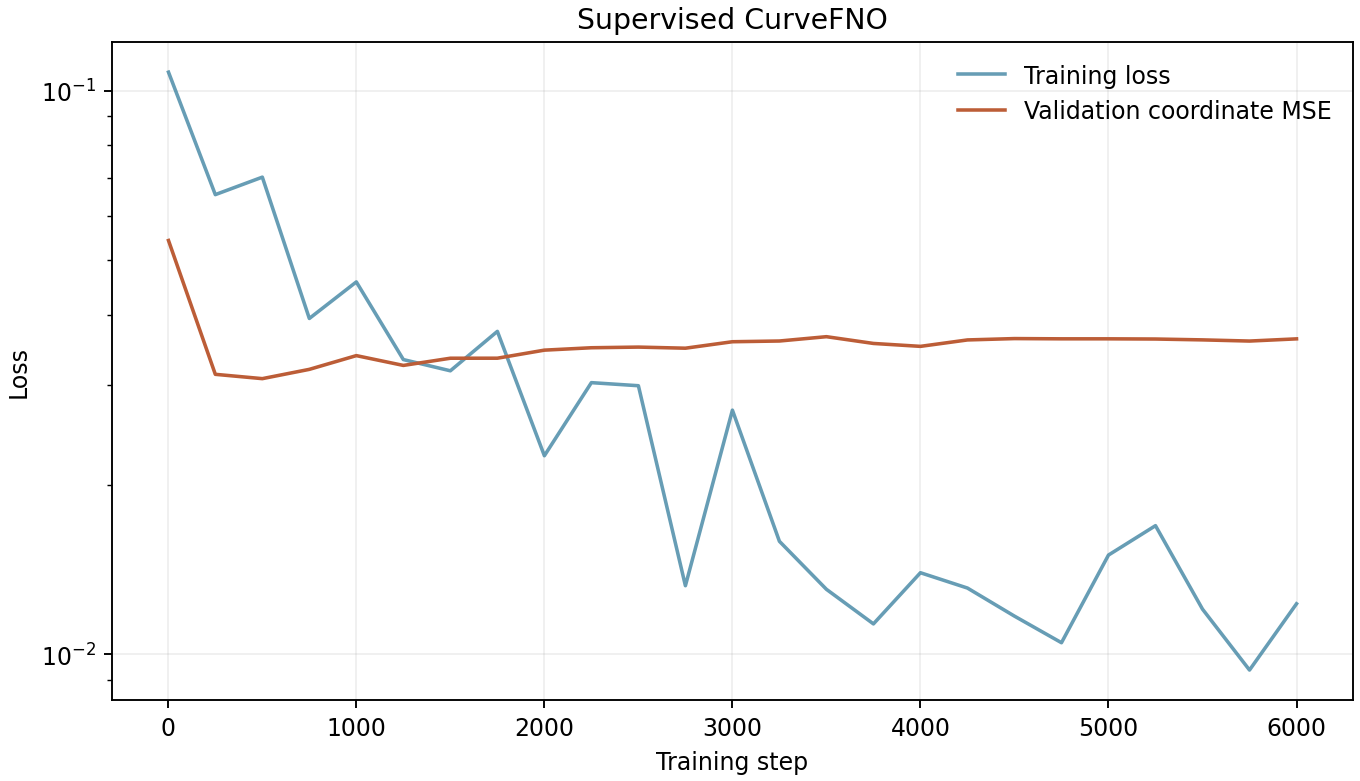 Supervised CurveFNO
Training loss
Validation coordinate MSE
10⁻¹
10⁻²
Loss
0 1000 2000 3000 4000 5000 6000
Training step